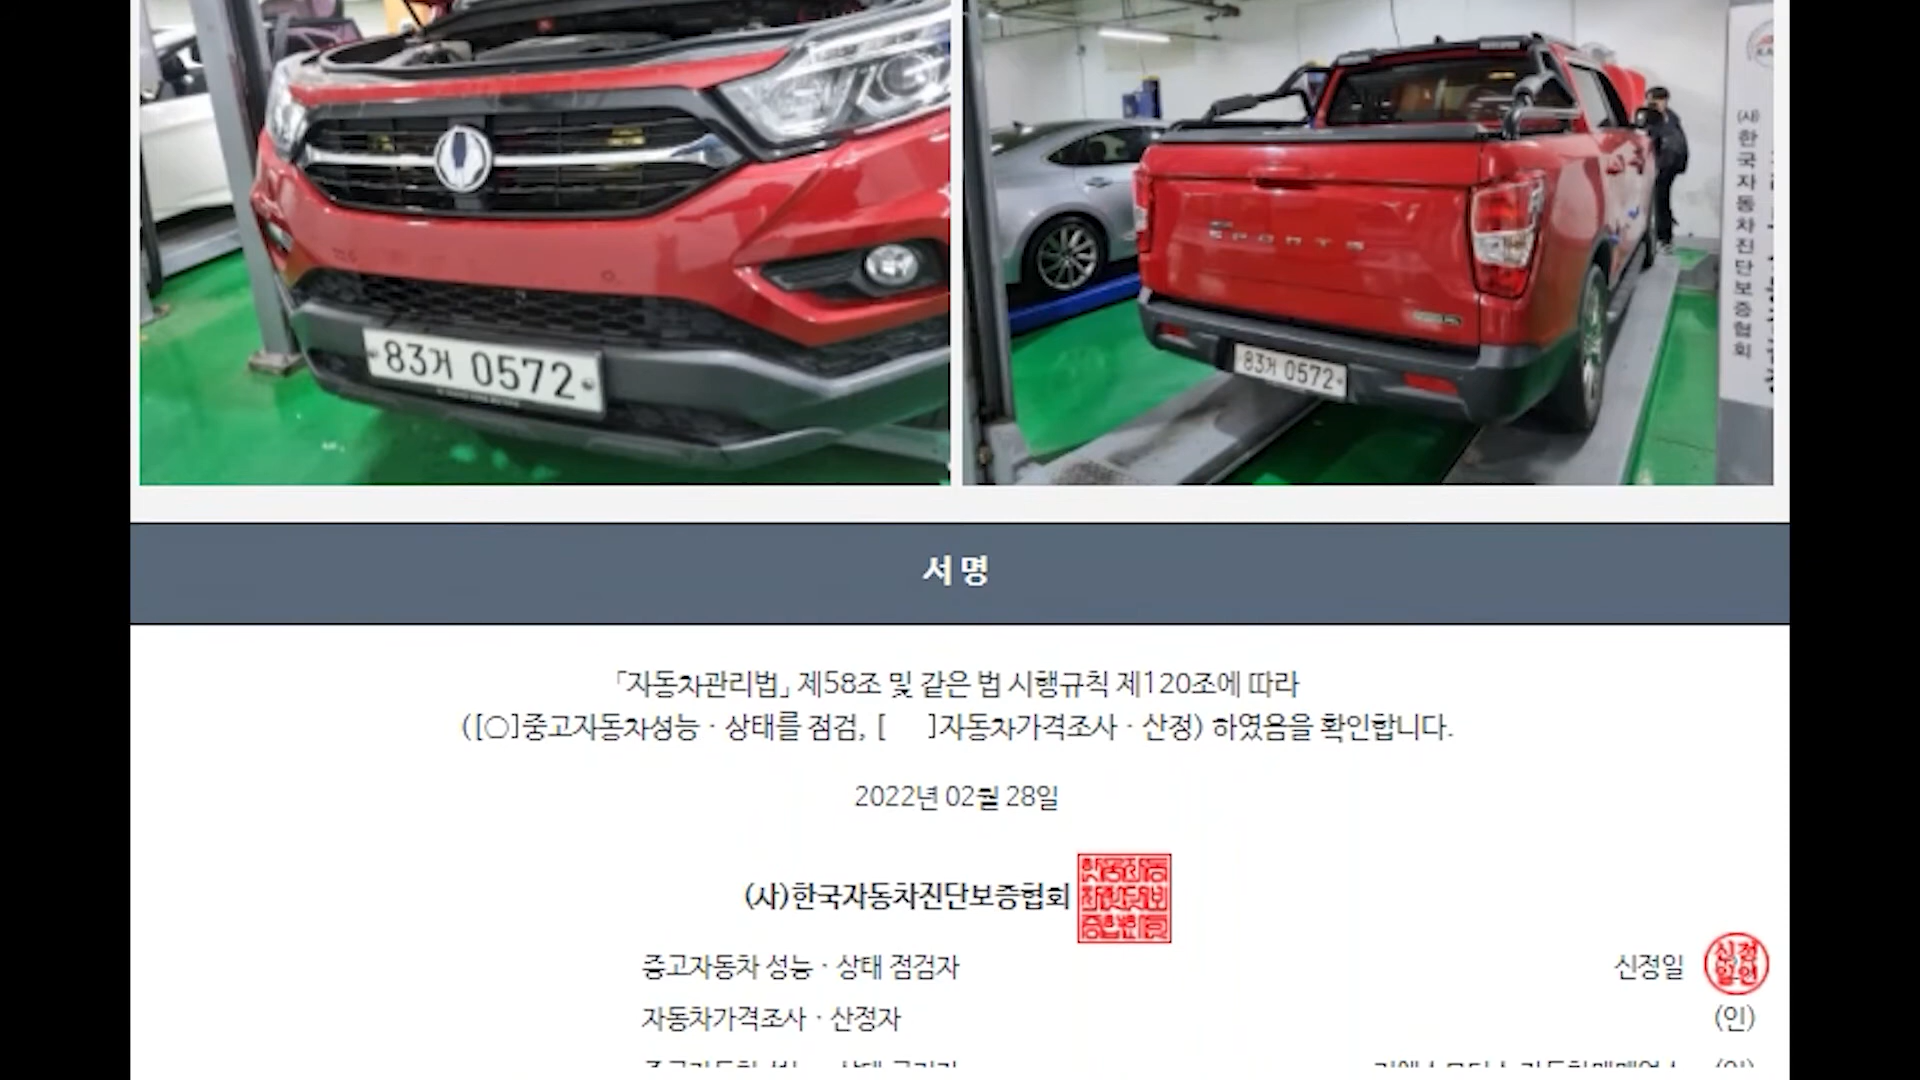 83거 0572
SPORTS
83거 0572
(사)한국자동차진단보증협회
서 명
「자동차관리법」 제58조 및 같은 법 시행규칙 제120조에 따라
([○]중고자동차성능 · 상태를 점검, [ ]자동차가격조사 · 산정) 하였음을 확인합니다.
2022년 02월 28일
(사)한국자동차진단보증협회
중고자동차 성능 · 상태 점검자 신정일
자동차가격조사 · 산정자 (인)